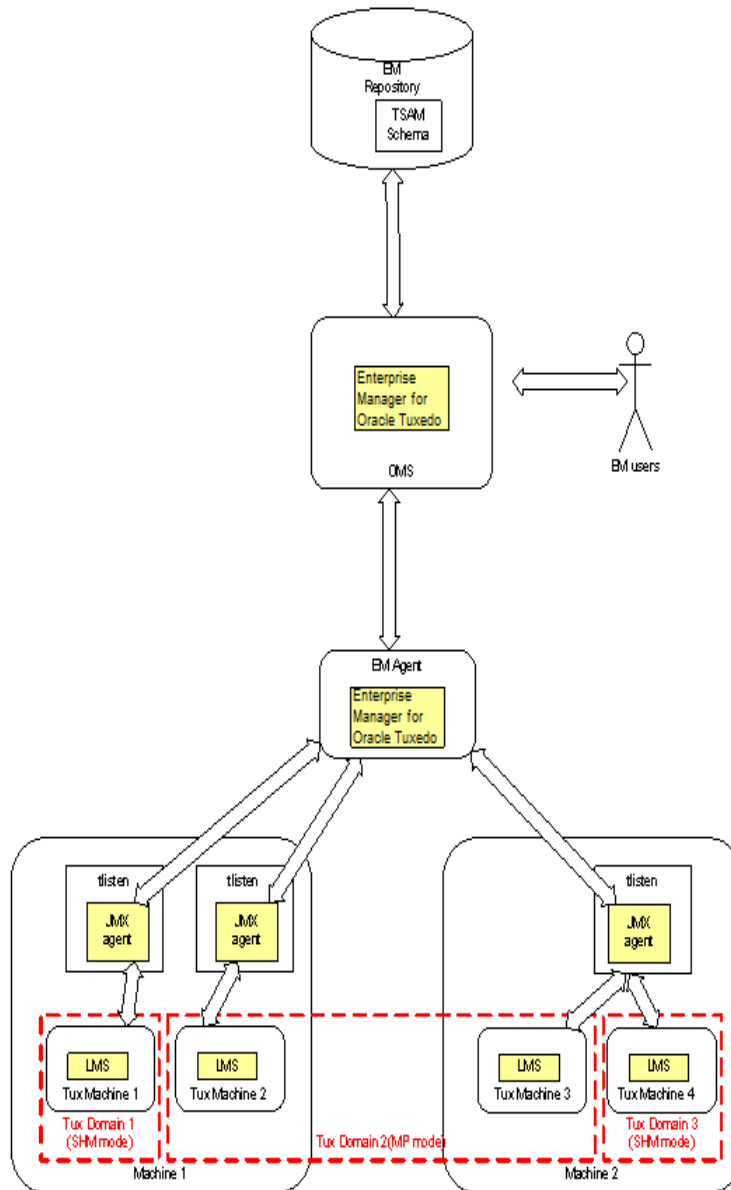 EM
Repository
TSAM
Schema
Enterprise
Manager for
Oracle Tuxedo
OMS
EM users
EM Agent
Enterprise
Manager for
Oracle Tuxedo
tlisten
JMX
agent
tlisten
JMX
agent
tlisten
JMX
agent
LMS
Tux Machine 1
LMS
Tux Machine 2
LMS
Tux Machine 3
LMS
Tux Machine 4
Tux Domain 1
(SHM mode)
Tux Domain 2(MP mode)
Tux Domain 3
(SHM mode)
Machine 1
Machine 2